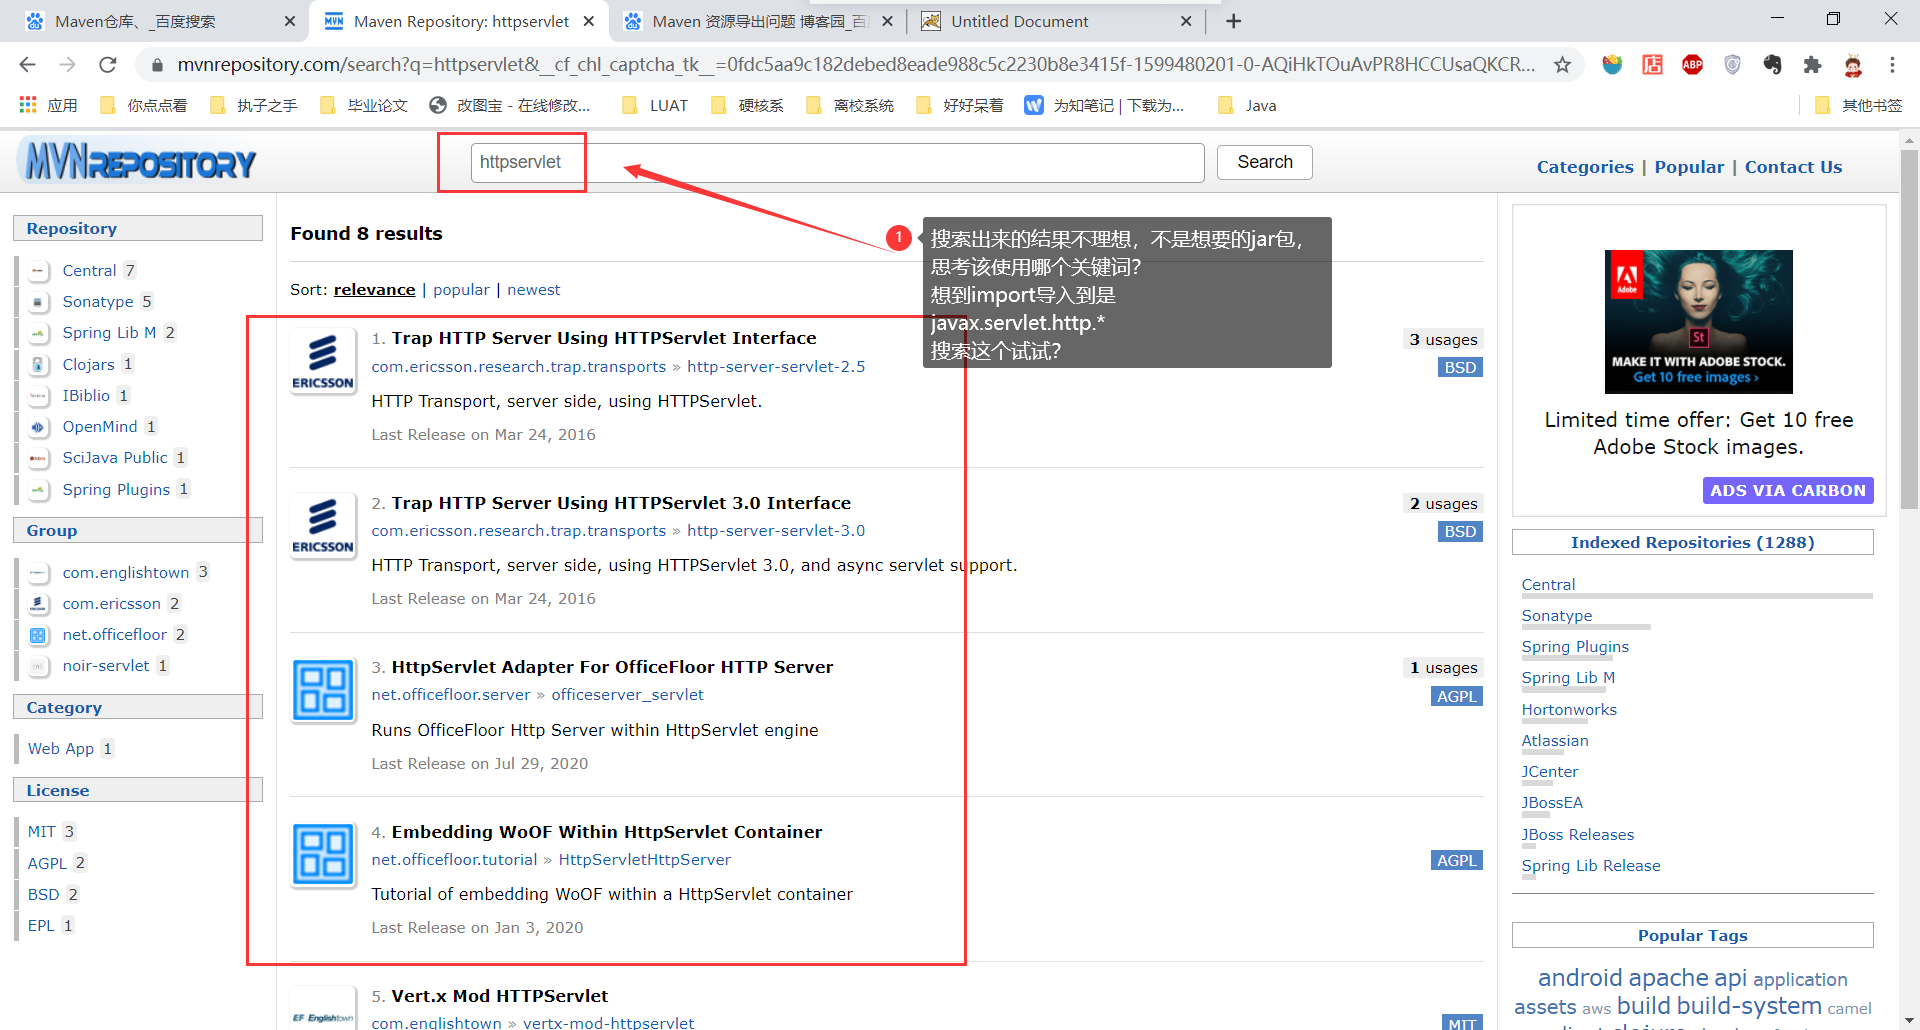 Maven仓库、_百度搜索
Maven Repository: httpservlet
Maven 资源导出问题 博客园_百
Untitled Document
mvnrepository.com/search?q=httpservlet&__cf_chl_captcha_tk__=0fdc5aa9c182debed8eade988c5c2230b8e3415f-1599480201-0-AQiHkTOuAvPR8HCCUsaQKCR...
应用
你点点看
执子之手
毕业论文
改图宝 - 在线修改...
LUAT
硬核系
离校系统
好好呆着
为知笔记 | 下载为...
Java
其他书签
MVNREPOSITORY
httpservlet
Search
Categories | Popular | Contact Us
Repository
Central 7
Sonatype 5
Spring Lib M 2
Clojars 1
IBiblio 1
OpenMind 1
SciJava Public 1
Spring Plugins 1
Group
com.englishtown 3
com.ericsson 2
net.officefloor 2
noir-servlet 1
Category
Web App 1
License
MIT 3
AGPL 2
BSD 2
EPL 1
Found 8 results
Sort: relevance | popular | newest
1
搜索出来的结果不理想，不是想要的jar包，
思考该使用哪个关键词？
想到import导入到是
javax.servlet.http.*
搜索这个试试？
ERICSSON
1. Trap HTTP Server Using HTTPServlet Interface
3 usages
com.ericsson.research.trap.transports » http-server-servlet-2.5
BSD
HTTP Transport, server side, using HTTPServlet.
Last Release on Mar 24, 2016
ERICSSON
2. Trap HTTP Server Using HTTPServlet 3.0 Interface
2 usages
com.ericsson.research.trap.transports » http-server-servlet-3.0
BSD
HTTP Transport, server side, using HTTPServlet 3.0, and async servlet support.
Last Release on Mar 24, 2016
3. HttpServlet Adapter For OfficeFloor HTTP Server
1 usages
net.officefloor.server » officeserver_servlet
AGPL
Runs OfficeFloor Http Server within HttpServlet engine
Last Release on Jul 29, 2020
4. Embedding WoOF Within HttpServlet Container
net.officefloor.tutorial » HttpServletHttpServer
AGPL
Tutorial of embedding WoOF within a HttpServlet container
Last Release on Jan 3, 2020
EF Englishtown
5. Vert.x Mod HTTPServlet
com.englishtown » vertx-mod-httpservlet
MIT
Adobe
St
MAKE IT WITH ADOBE STOCK.
Get 10 free images ›
Limited time offer: Get 10 free
Adobe Stock images.
ADS VIA CARBON
Indexed Repositories (1288)
Central
Sonatype
Spring Plugins
Spring Lib M
Hortonworks
Atlassian
JCenter
JBossEA
JBoss Releases
Spring Lib Release
Popular Tags
android apache api application
assets aws build build-system camel